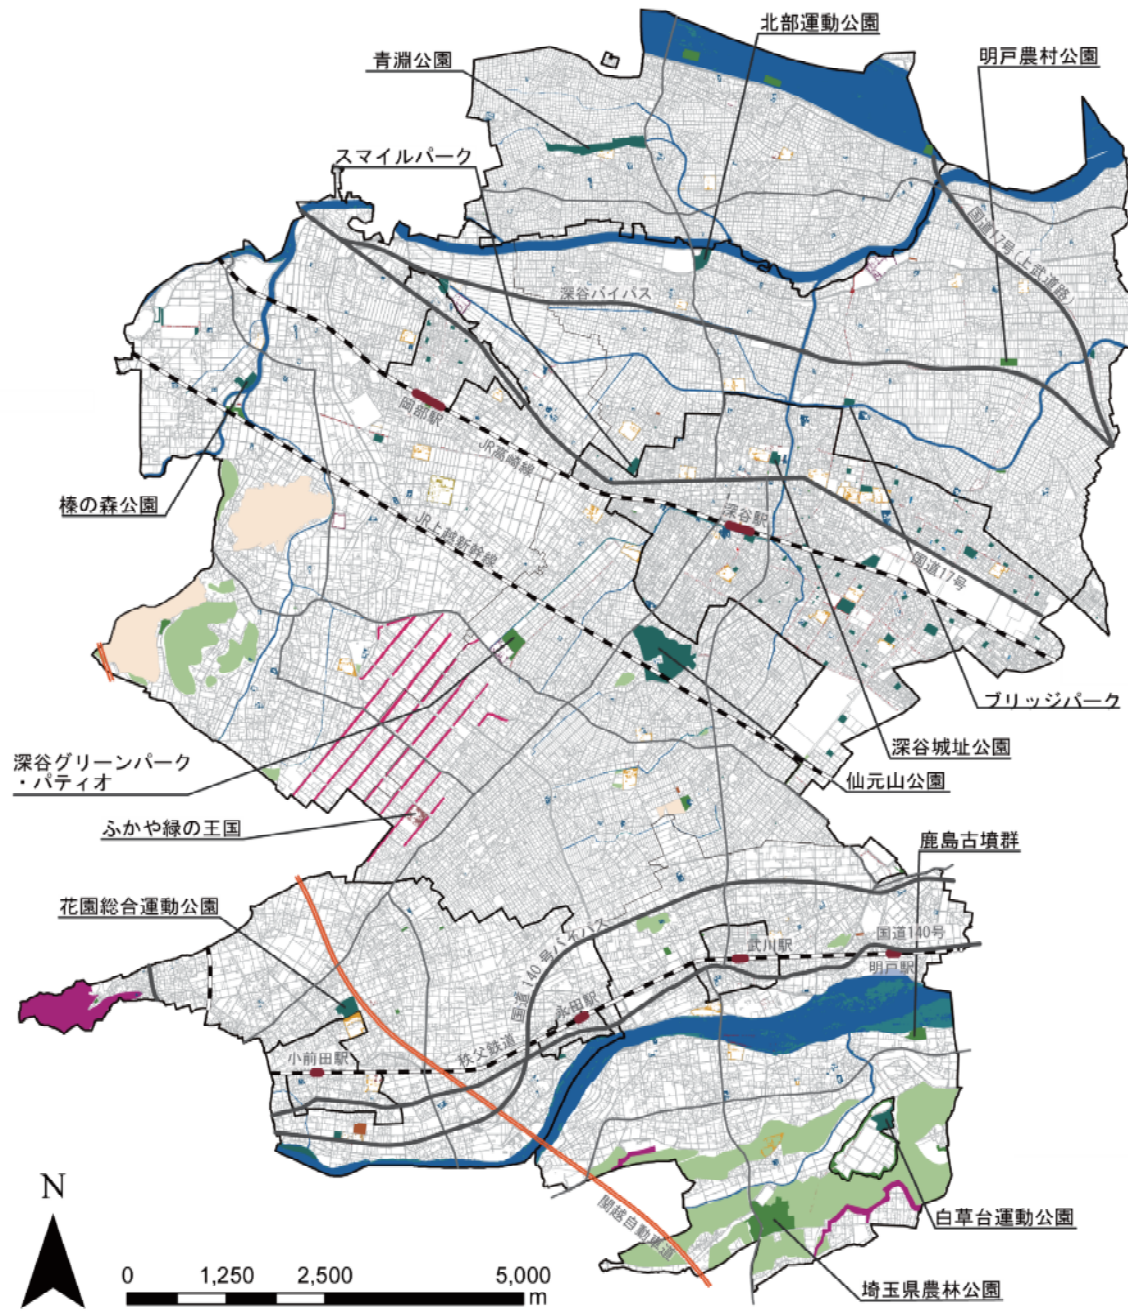 北部運動公園
青淵公園
明戸農村公園
スマイルパーク
国道17号(上武道路)
深谷バイパス
岡部駅
JR高崎線
榛の森公園
深谷駅
JR上越新幹線
国道17号
ブリッジパーク
深谷城址公園
深谷グリーンパーク
・パティオ
仙元山公園
ふかや緑の王国
鹿島古墳群
花園総合運動公園
国道140号バイパス
武川駅
国道140号
明戸駅
永田駅
秩父鉄道
小前田駅
関越自動車道
白草台運動公園
埼玉県農林公園
N
0 1,250 2,500 5,000
m